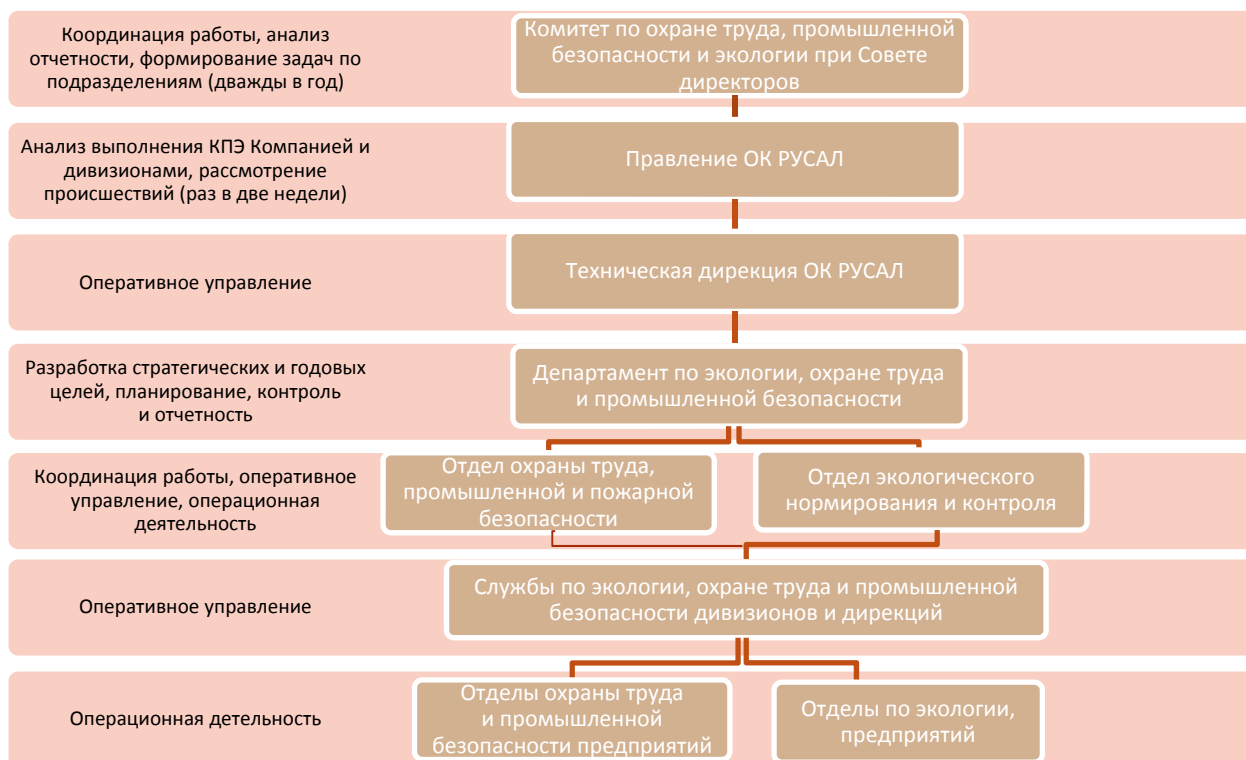 Координация работы, анализ
отчетности, формирование задач по
подразделениям (дважды в год)
Комитет по охране труда, промышленной
безопасности и экологии при Совете
директоров
Анализ выполнения КПЭ Компанией и
дивизионами, рассмотрение
происшествий (раз в две недели)
Правление ОК РУСАЛ
Оперативное управление
Техническая дирекция ОК РУСАЛ
Разработка стратегических и годовых
целей, планирование, контроль
и отчетность
Департамент по экологии, охране труда
и промышленной безопасности
Координация работы, оперативное
управление, операционная
деятельность
Отдел охраны труда,
промышленной и пожарной
безопасности
Отдел экологического
нормирования и контроля
Оперативное управление
Службы по экологии, охране труда и промышленной
безопасности дивизионов и дирекций
Операционная детельность
Отделы охраны труда
и промышленной
безопасности предприятий
Отделы по экологии,
предприятий